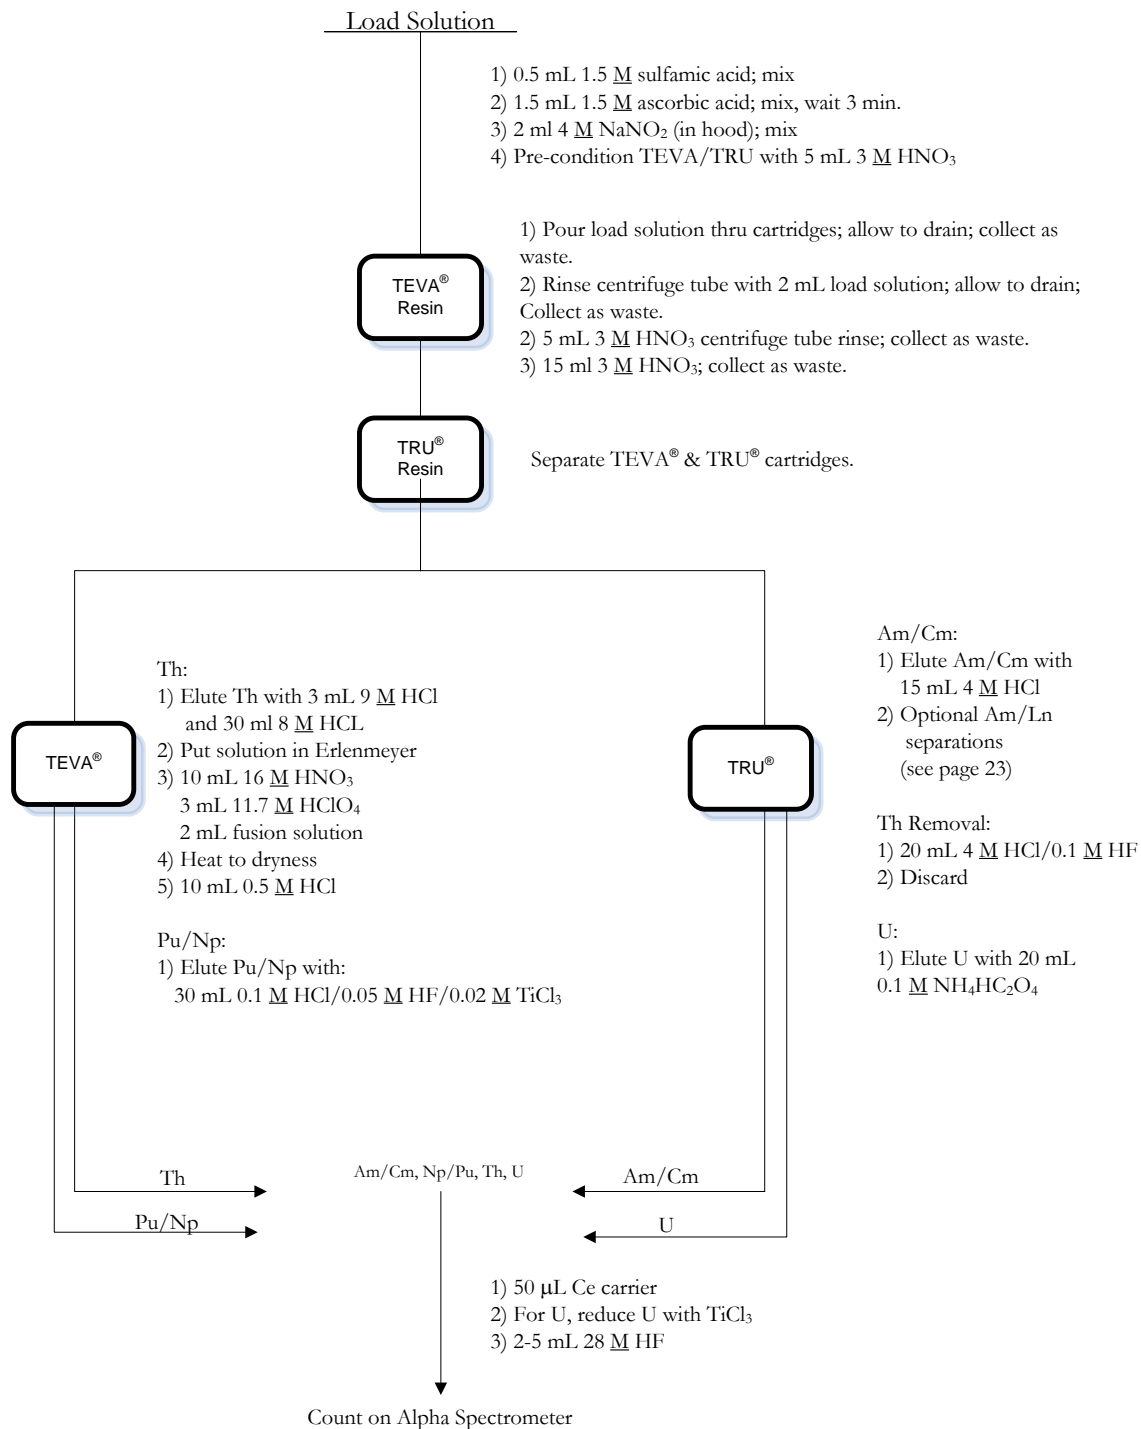 Load Solution
1) 0.5 mL 1.5 M sulfamic acid; mix
2) 1.5 mL 1.5 M ascorbic acid; mix, wait 3 min.
3) 2 ml 4 M NaNO₂ (in hood); mix
4) Pre-condition TEVA/TRU with 5 mL 3 M HNO₃
TEVA®
Resin
1) Pour load solution thru cartridges; allow to drain; collect as
waste.
2) Rinse centrifuge tube with 2 mL load solution; allow to drain;
Collect as waste.
2) 5 mL 3 M HNO₃ centrifuge tube rinse; collect as waste.
3) 15 ml 3 M HNO₃; collect as waste.
TRU®
Resin
Separate TEVA® & TRU® cartridges.
TEVA®
Th:
1) Elute Th with 3 mL 9 M HCl
and 30 ml 8 M HCL
2) Put solution in Erlenmeyer
3) 10 mL 16 M HNO₃
3 mL 11.7 M HClO₄
2 mL fusion solution
4) Heat to dryness
5) 10 mL 0.5 M HCl
Pu/Np:
1) Elute Pu/Np with:
30 mL 0.1 M HCl/0.05 M HF/0.02 M TiCl₃
TRU®
Am/Cm:
1) Elute Am/Cm with
15 mL 4 M HCl
2) Optional Am/Ln
separations
(see page 23)
Th Removal:
1) 20 mL 4 M HCl/0.1 M HF
2) Discard
U:
1) Elute U with 20 mL
0.1 M NH₄HC₂O₄
Th
Pu/Np
Am/Cm, Np/Pu, Th, U
Am/Cm
U
1) 50 µL Ce carrier
2) For U, reduce U with TiCl₃
3) 2-5 mL 28 M HF
Count on Alpha Spectrometer